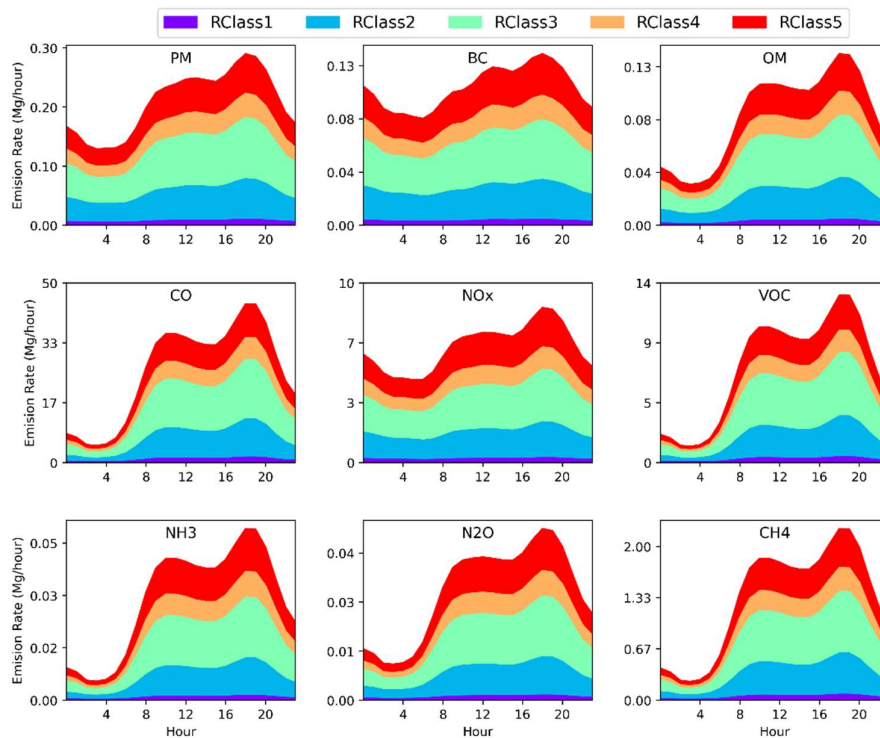 RClass1 RClass2 RClass3 RClass4 RClass5
PM BC OM
Emision Rate (Mg/hour)
0.30 0.20 0.10 0.00
0.13 0.08 0.04 0.00
0.13 0.08 0.04 0.00
4 8 12 16 20
4 8 12 16 20
4 8 12 16 20
CO NOx VOC
Emision Rate (Mg/hour)
50 33 17 0
10 7 3 0
14 9 5 0
4 8 12 16 20
4 8 12 16 20
4 8 12 16 20
NH3 N2O CH4
Emision Rate (Mg/hour)
0.05 0.03 0.02 0.00
0.04 0.03 0.01 0.00
2.00 1.33 0.67 0.00
4 8 12 16 20
4 8 12 16 20
4 8 12 16 20
Hour Hour Hour